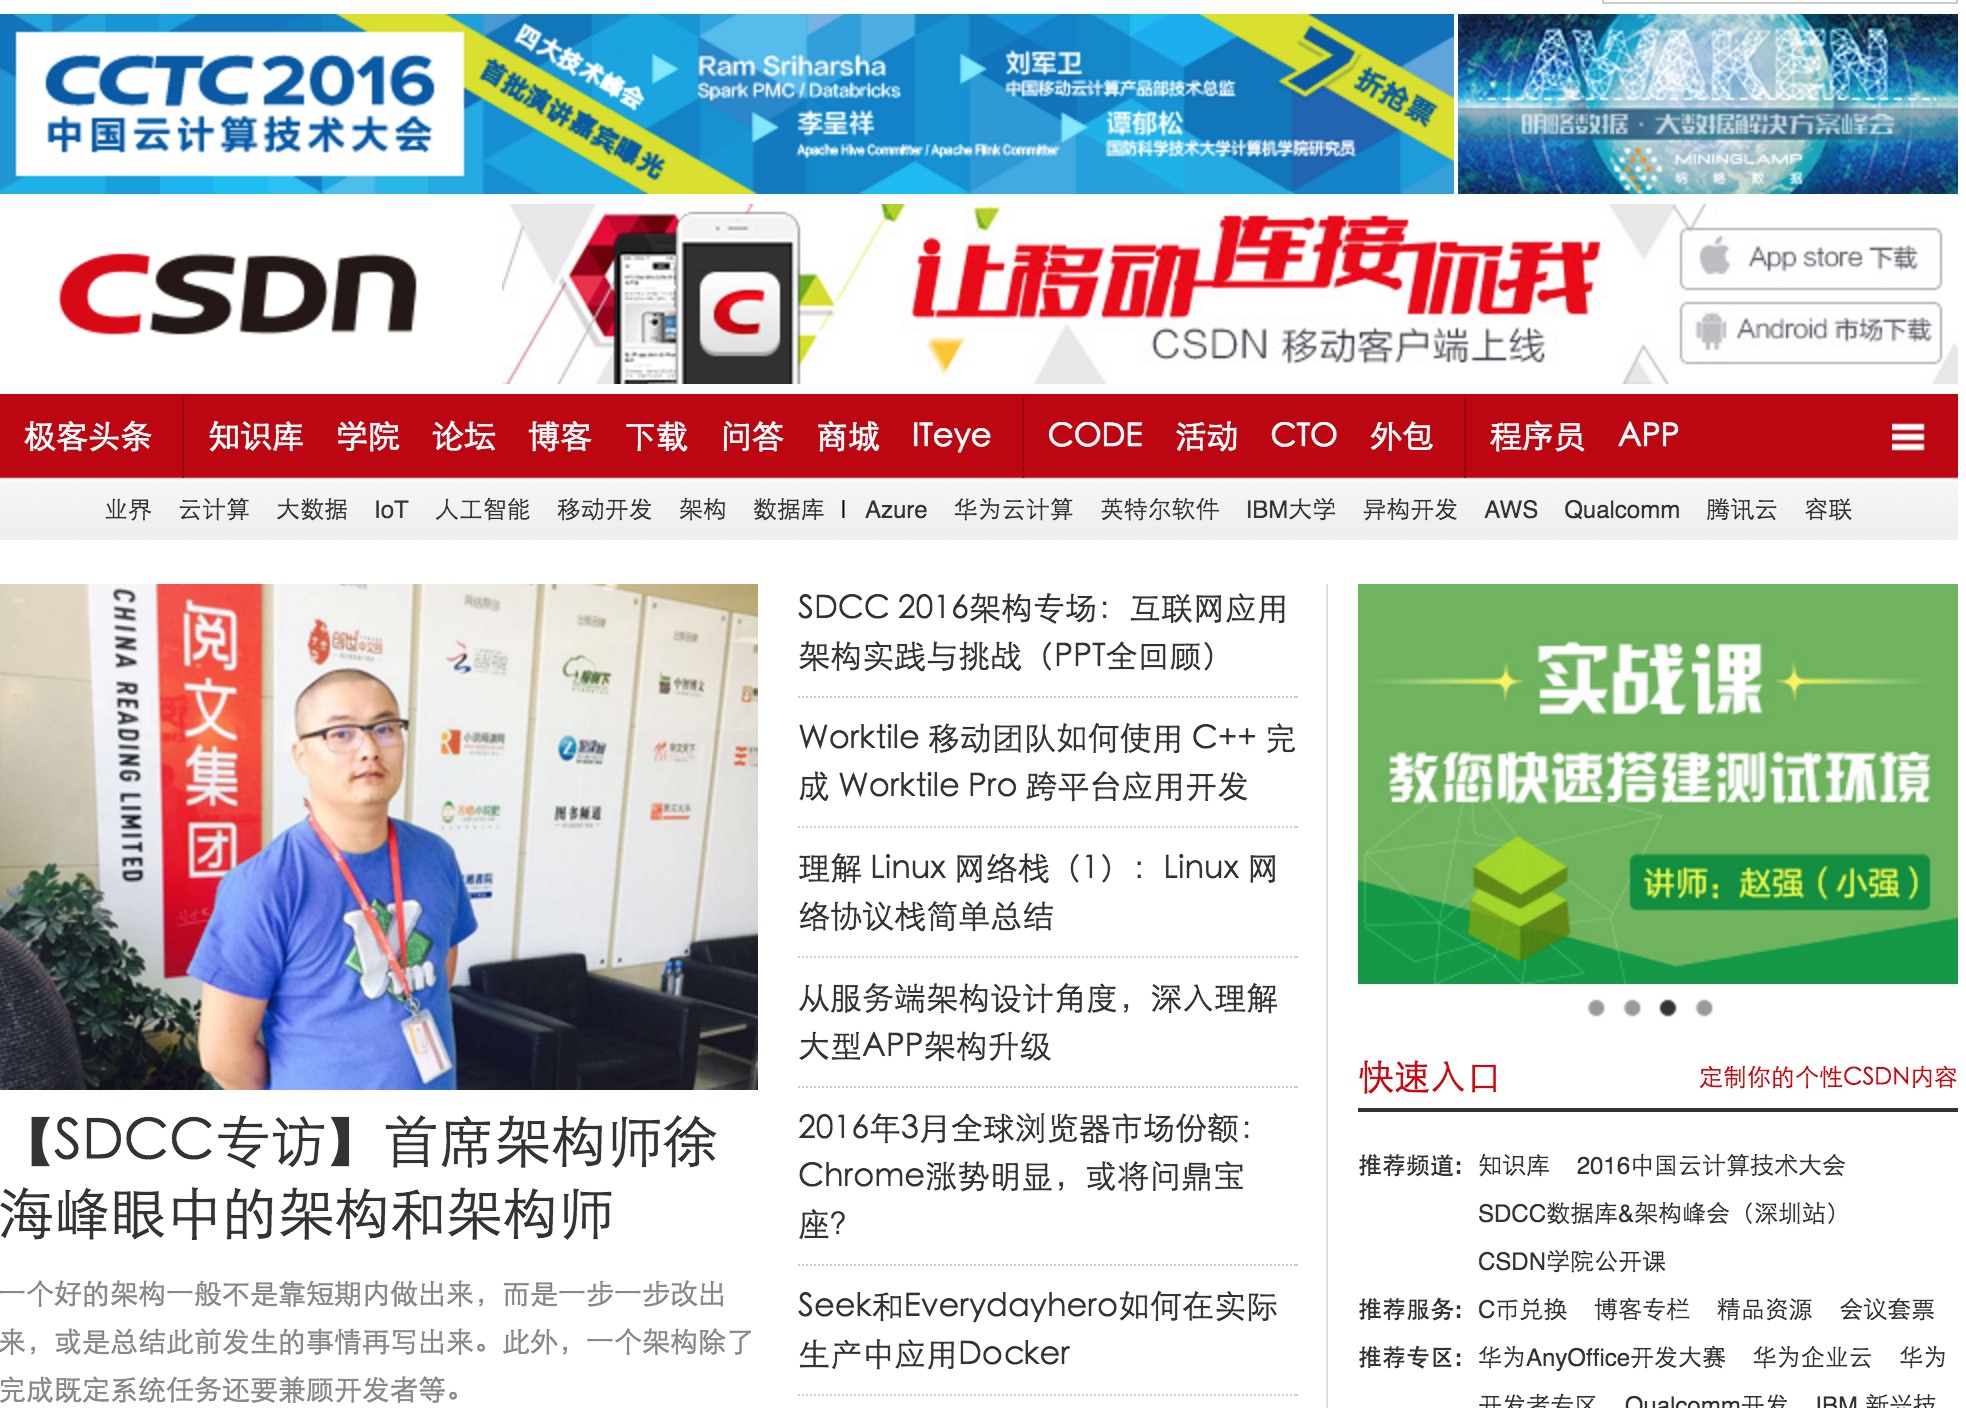 CCTC 2016
中国云计算技术大会
四大技术峰会
首批演讲嘉宾曝光
Ram Sriharsha
Spark PMC / Databricks
刘军卫
中国移动云计算产品部技术总监
李呈祥
Apache Hive Committer / Apache Flink Committer
谭郁松
国防科学技术大学计算机学院研究员
7折抢票
AWAKEN
明略数据·大数据解决方案峰会
MININGLAMP
明略数据
CSDN
C
让移动连接你我
CSDN 移动客户端上线
App store 下载
Android 市场下载
极客头条 知识库 学院 论坛 博客 下载 问答 商城 ITeye CODE 活动 CTO 外包 程序员 APP
业界 云计算 大数据 IoT 人工智能 移动开发 架构 数据库 | Azure 华为云计算 英特尔软件 IBM大学 异构开发 AWS Qualcomm 腾讯云 容联
CHINA READING LIMITED
阅文集团
创世中文网
小说阅读网
图书频道
Vim
【SDCC专访】首席架构师徐
海峰眼中的架构和架构师
一个好的架构一般不是靠短期内做出来，而是一步一步改出
来，或是总结此前发生的事情再写出来。此外，一个架构除了
完成既定系统任务还要兼顾开发者等。
SDCC 2016架构专场：互联网应用
架构实践与挑战（PPT全回顾）
Worktile 移动团队如何使用 C++ 完
成 Worktile Pro 跨平台应用开发
理解 Linux 网络栈（1）：Linux 网
络协议栈简单总结
从服务端架构设计角度，深入理解
大型APP架构升级
2016年3月全球浏览器市场份额：
Chrome涨势明显，或将问鼎宝
座？
Seek和Everydayhero如何在实际
生产中应用Docker
实战课
教您快速搭建测试环境
讲师：赵强（小强）
快速入口
定制你的个性CSDN内容
推荐频道： 知识库 2016中国云计算技术大会
SDCC数据库&架构峰会（深圳站）
CSDN学院公开课
推荐服务： C币兑换 博客专栏 精品资源 会议套票
推荐专区： 华为AnyOffice开发大赛 华为企业云 华为
开发者专区 Qualcomm开发 IBM 新兴技